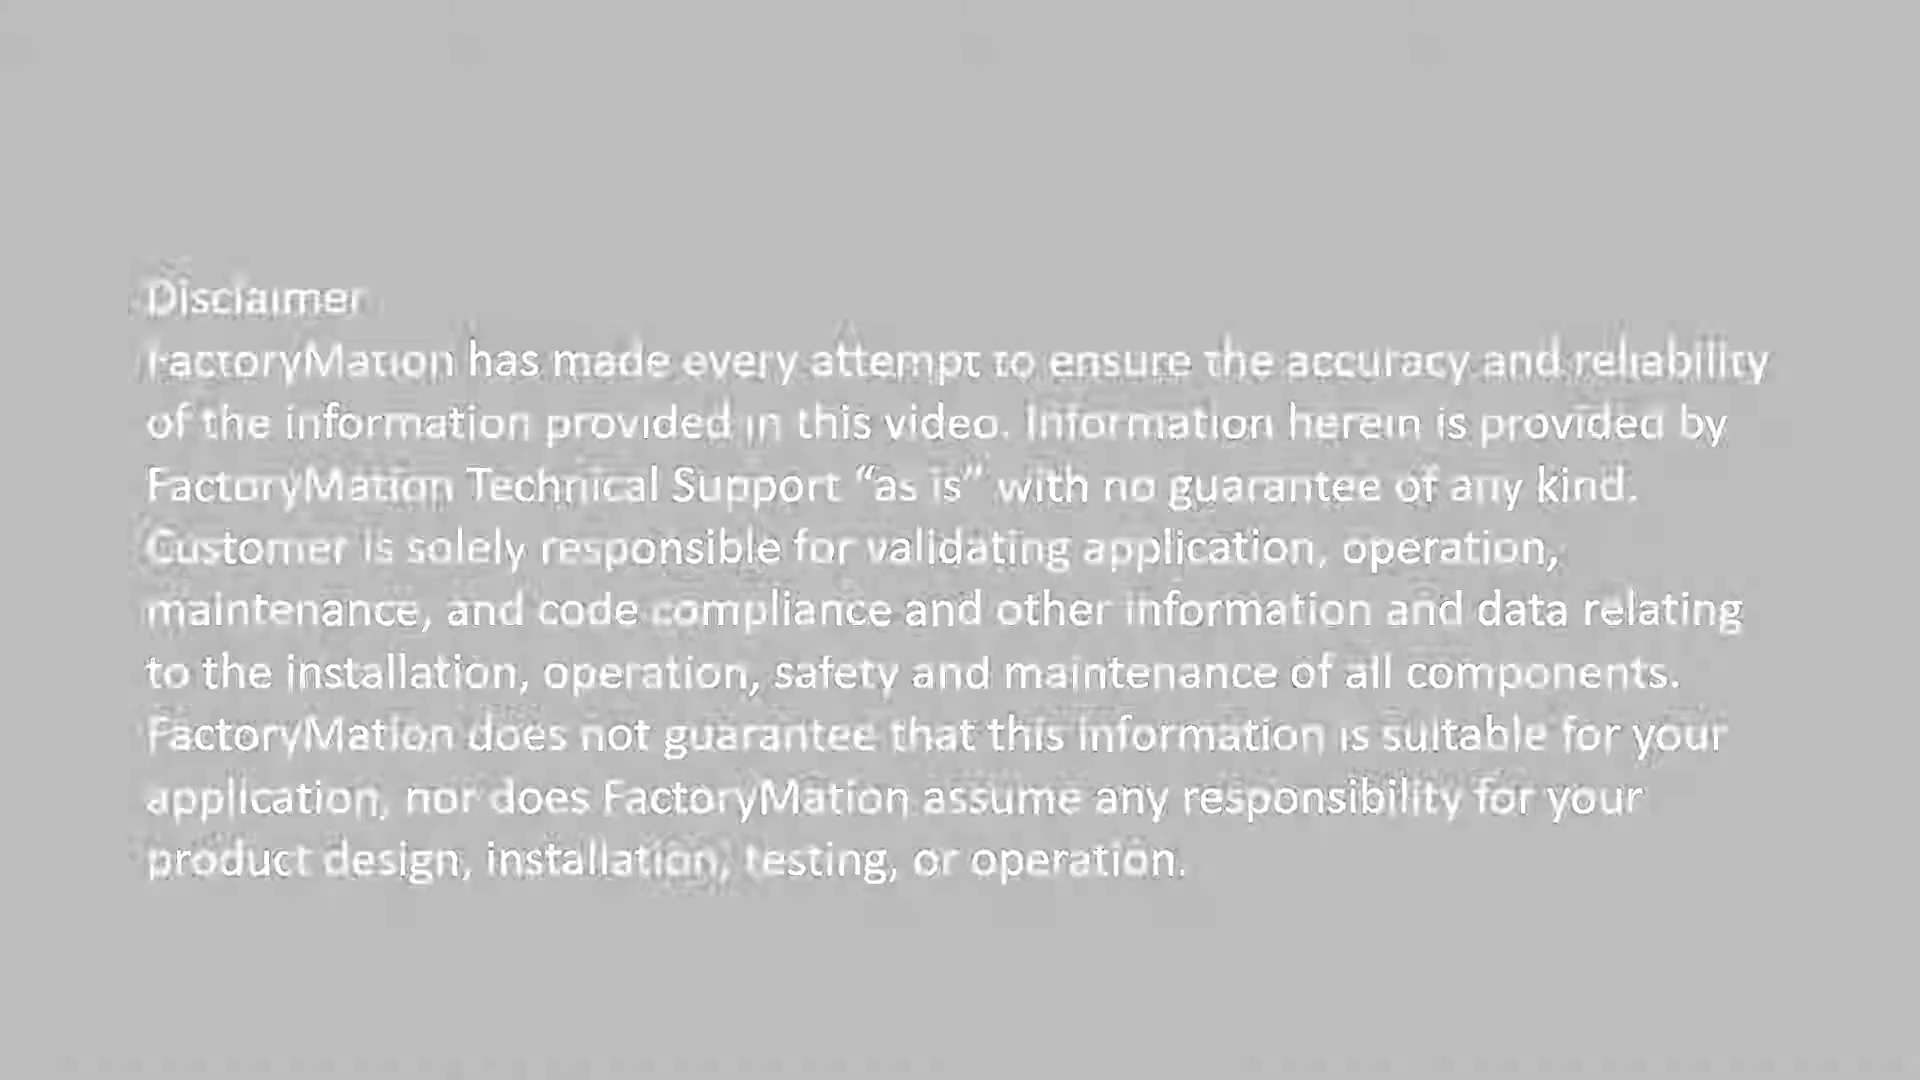 Disclaimer
FactoryMation has made every attempt to ensure the accuracy and reliability
of the information provided in this video. Information herein is provided by
FactoryMation Technical Support “as is” with no guarantee of any kind.
Customer is solely responsible for validating application, operation,
maintenance, and code compliance and other information and data relating
to the installation, operation, safety and maintenance of all components.
FactoryMation does not guarantee that this information is suitable for your
application, nor does FactoryMation assume any responsibility for your
product design, installation, testing, or operation.